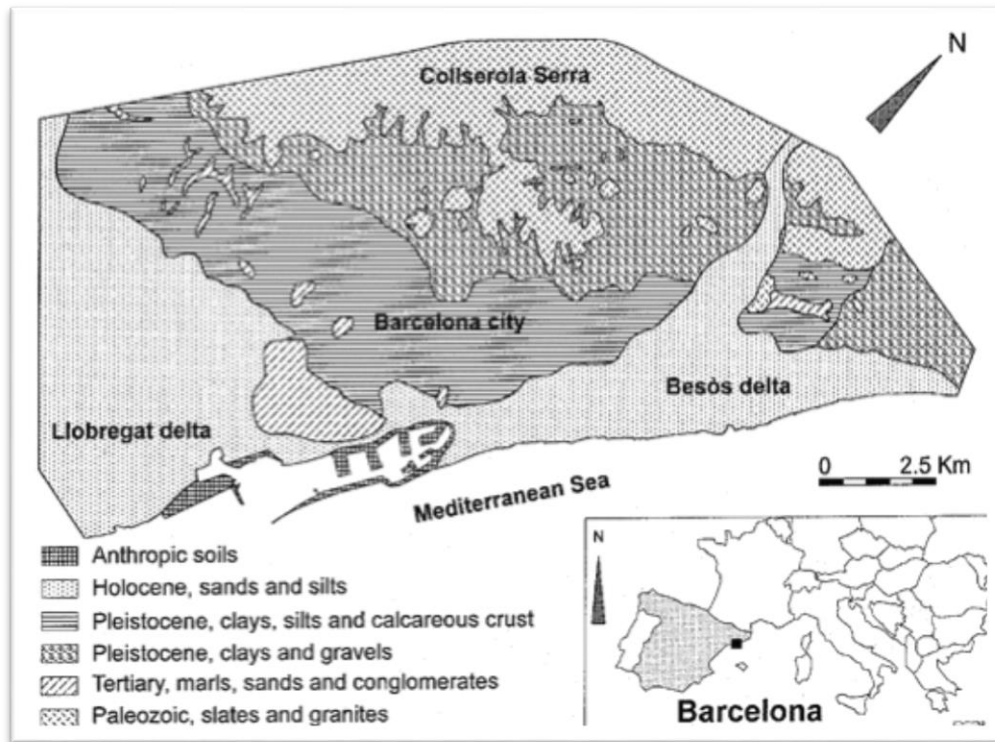 N
Collserola Serra
Barcelona city
Besòs delta
Llobregat delta
0 2.5 Km
Mediterranean Sea
Anthropic soils
Holocene, sands and silts
Pleistocene, clays, silts and calcareous crust
Pleistocene, clays and gravels
Tertiary, marls, sands and conglomerates
Paleozoic, slates and granites
N
Barcelona